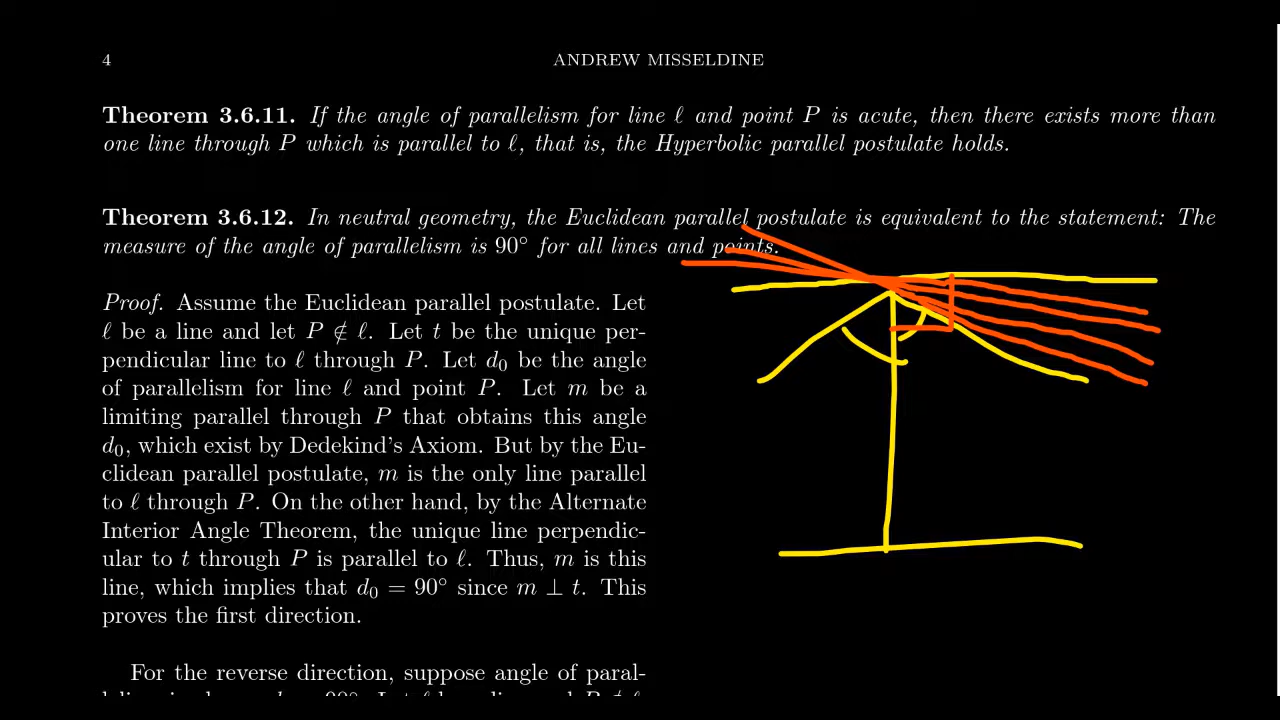 4 ANDREW MISSELDINE
Theorem 3.6.11. If the angle of parallelism for line ℓ and point P is acute, then there exists more than
one line through P which is parallel to ℓ, that is, the Hyperbolic parallel postulate holds.
Theorem 3.6.12. In neutral geometry, the Euclidean parallel postulate is equivalent to the statement: The
measure of the angle of parallelism is 90° for all lines and points.
Proof. Assume the Euclidean parallel postulate. Let
ℓ be a line and let P ∉ ℓ. Let t be the unique per-
pendicular line to ℓ through P. Let d₀ be the angle
of parallelism for line ℓ and point P. Let m be a
limiting parallel through P that obtains this angle
d₀, which exist by Dedekind's Axiom. But by the Eu-
clidean parallel postulate, m is the only line parallel
to ℓ through P. On the other hand, by the Alternate
Interior Angle Theorem, the unique line perpendic-
ular to t through P is parallel to ℓ. Thus, m is this
line, which implies that d₀ = 90° since m ⊥ t. This
proves the first direction.
For the reverse direction, suppose angle of paral-